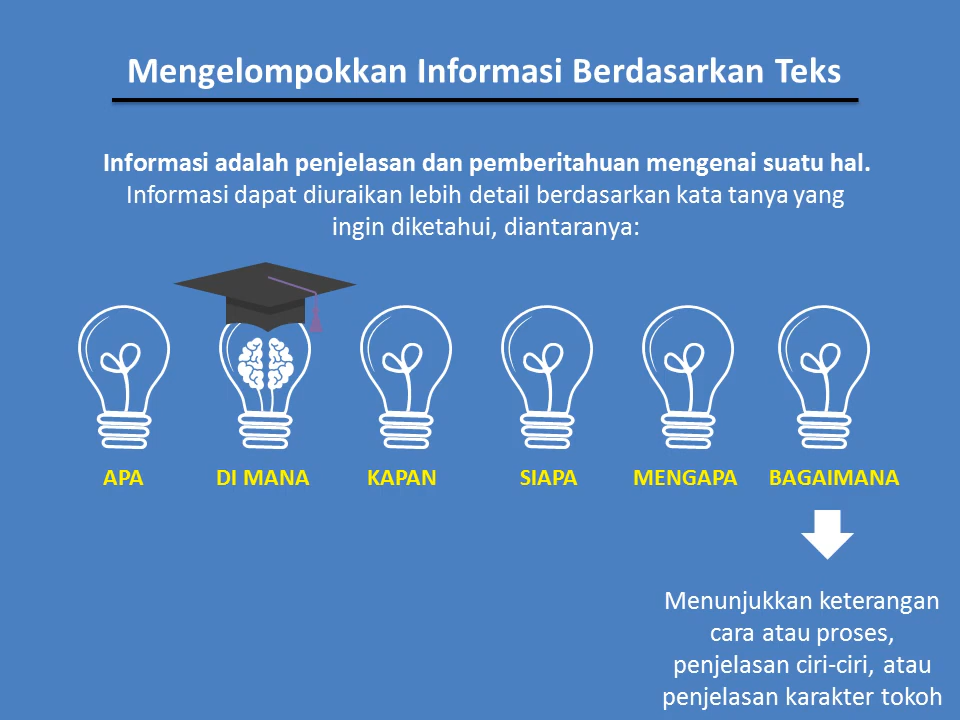 Mengelompokkan Informasi Berdasarkan Teks
Informasi adalah penjelasan dan pemberitahuan mengenai suatu hal.
Informasi dapat diuraikan lebih detail berdasarkan kata tanya yang
ingin diketahui, diantaranya:
APA
DI MANA
KAPAN
SIAPA
MENGAPA
BAGAIMANA
Menunjukkan keterangan
cara atau proses,
penjelasan ciri-ciri, atau
penjelasan karakter tokoh